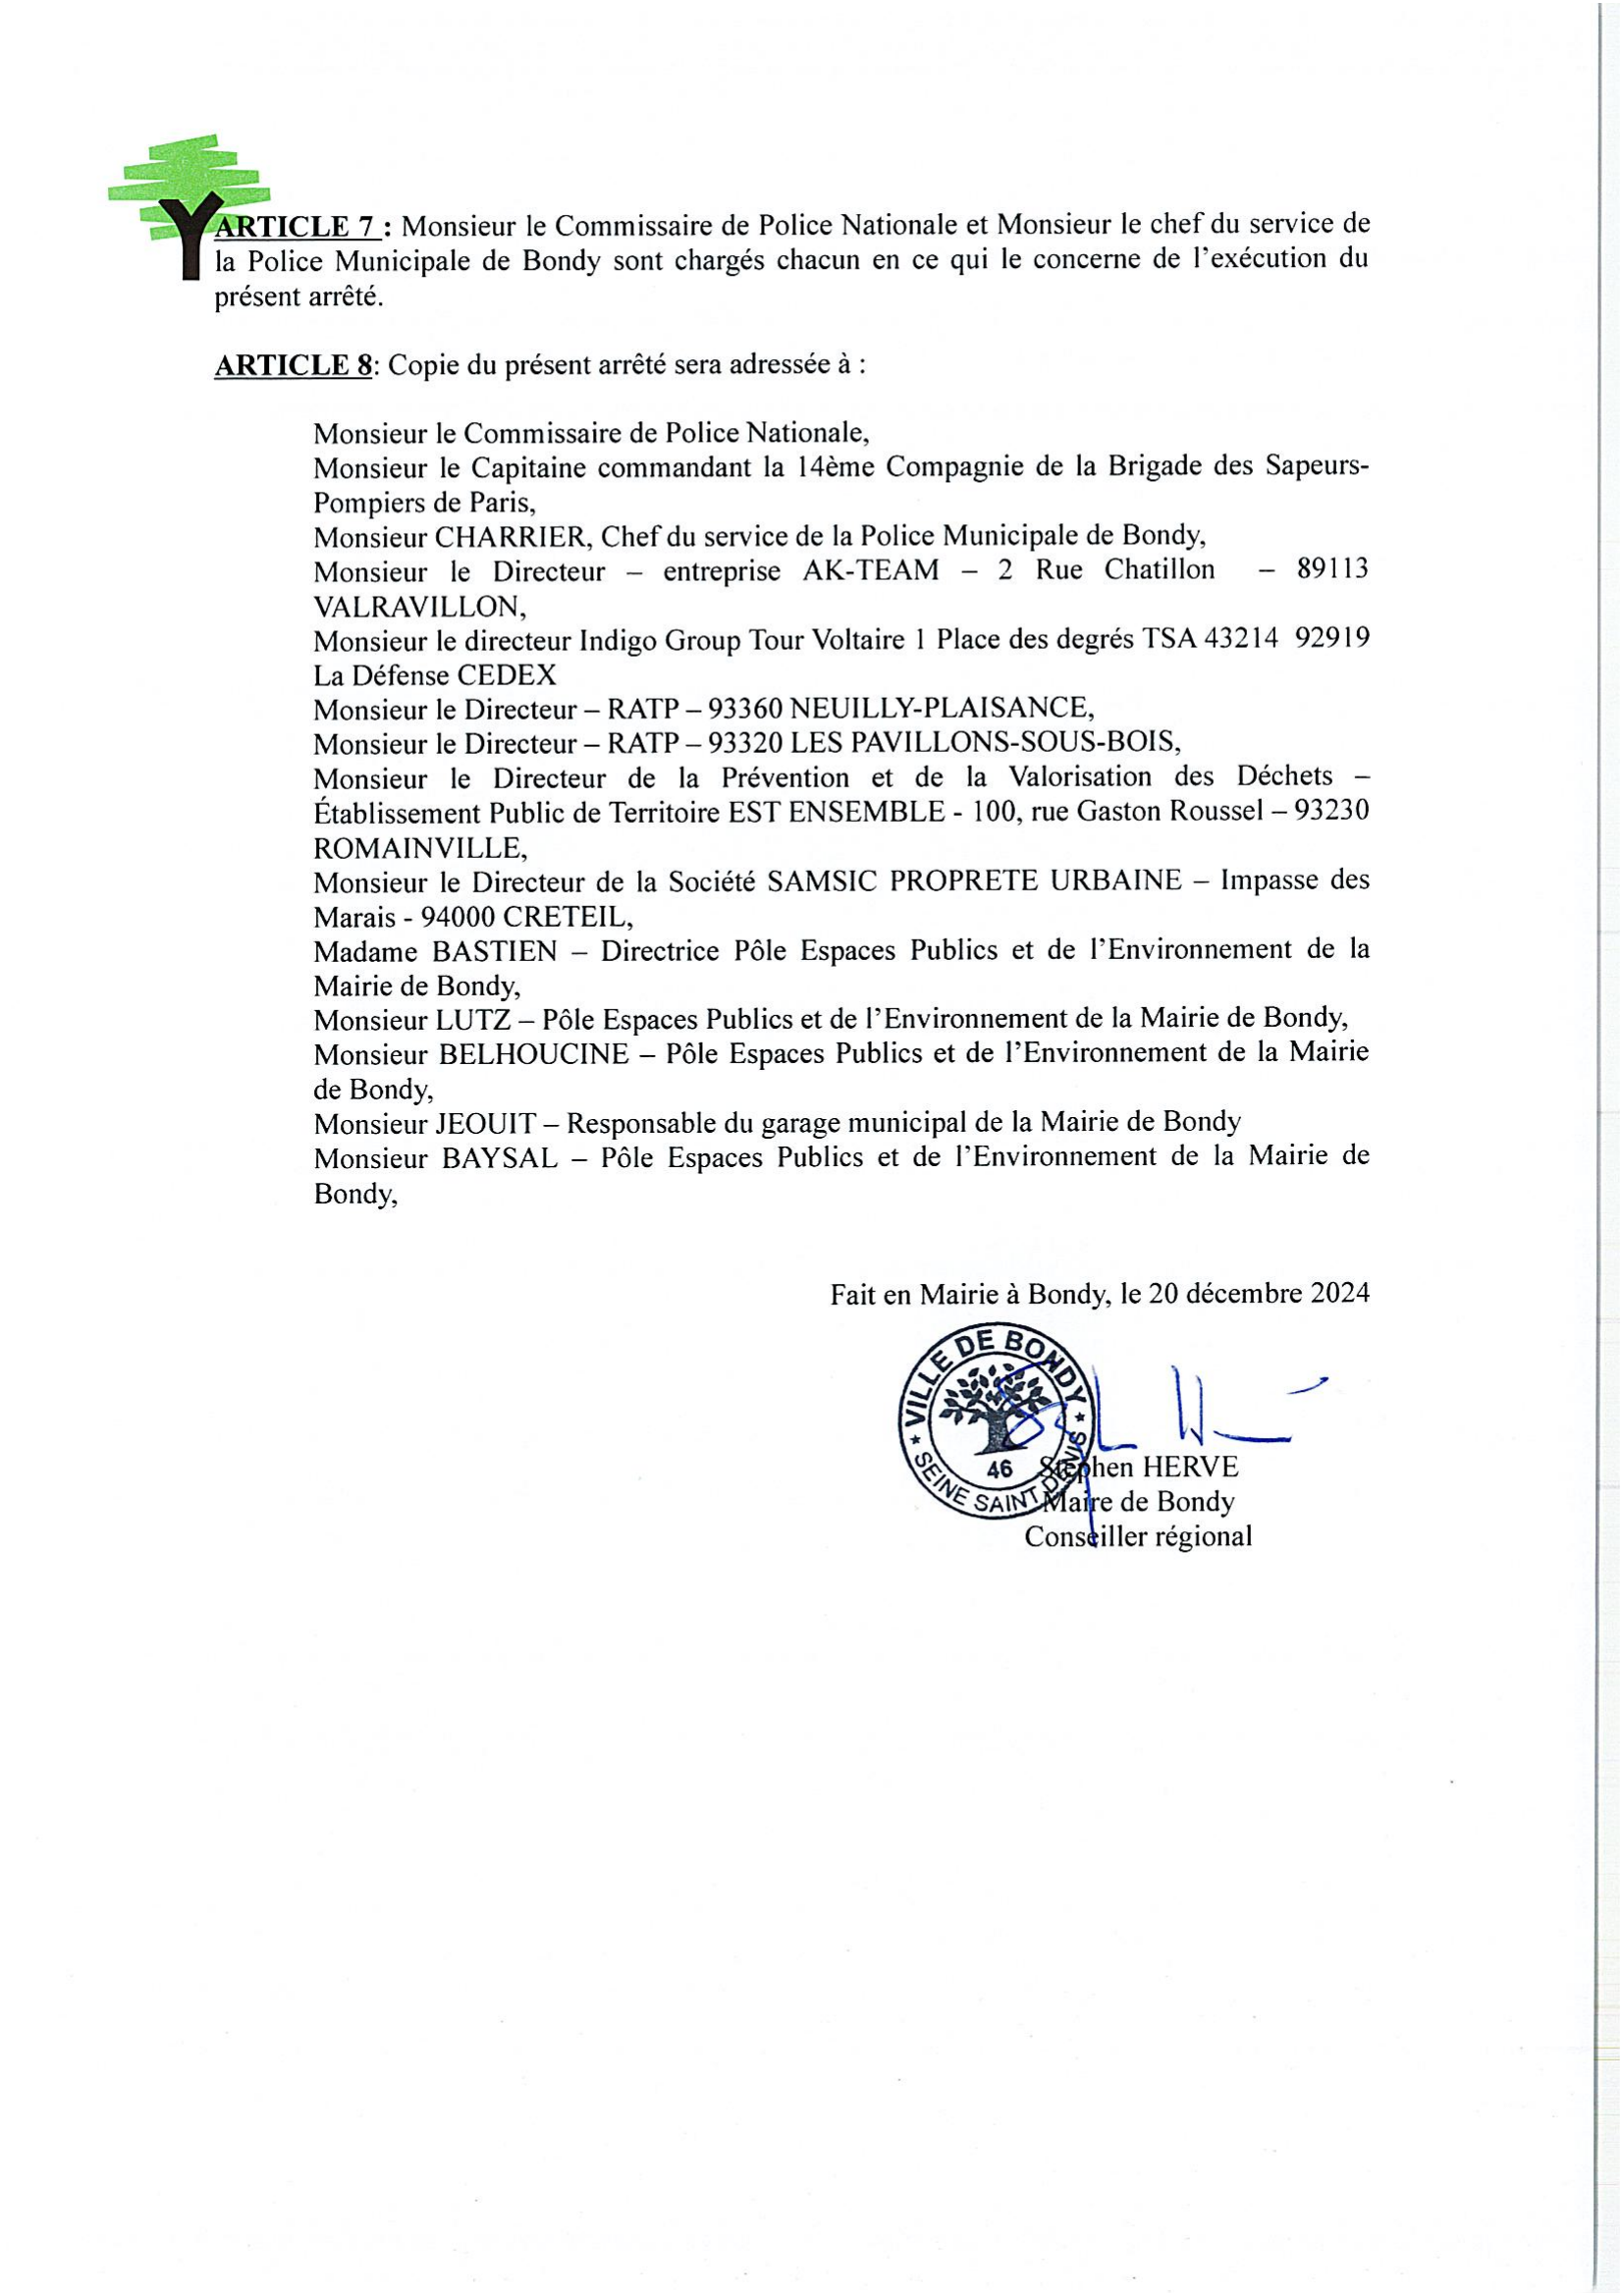 ARTICLE 7 : Monsieur le Commissaire de Police Nationale et Monsieur le chef du service de
la Police Municipale de Bondy sont chargés chacun en ce qui le concerne de l'exécution du
présent arrêté.
ARTICLE 8: Copie du présent arrêté sera adressée à :
Monsieur le Commissaire de Police Nationale,
Monsieur le Capitaine commandant la 14ème Compagnie de la Brigade des Sapeurs-
Pompiers de Paris,
Monsieur CHARRIER, Chef du service de la Police Municipale de Bondy,
Monsieur le Directeur – entreprise AK-TEAM – 2 Rue Chatillon – 89113
VALRAVILLON,
Monsieur le directeur Indigo Group Tour Voltaire 1 Place des degrés TSA 43214 92919
La Défense CEDEX
Monsieur le Directeur – RATP – 93360 NEUILLY-PLAISANCE,
Monsieur le Directeur – RATP – 93320 LES PAVILLONS-SOUS-BOIS,
Monsieur le Directeur de la Prévention et de la Valorisation des Déchets –
Établissement Public de Territoire EST ENSEMBLE - 100, rue Gaston Roussel – 93230
ROMAINVILLE,
Monsieur le Directeur de la Société SAMSIC PROPRETE URBAINE – Impasse des
Marais - 94000 CRETEIL,
Madame BASTIEN – Directrice Pôle Espaces Publics et de l'Environnement de la
Mairie de Bondy,
Monsieur LUTZ – Pôle Espaces Publics et de l'Environnement de la Mairie de Bondy,
Monsieur BELHOUCINE – Pôle Espaces Publics et de l'Environnement de la Mairie
de Bondy,
Monsieur JEOUIT – Responsable du garage municipal de la Mairie de Bondy
Monsieur BAYSAL – Pôle Espaces Publics et de l'Environnement de la Mairie de
Bondy,
Fait en Mairie à Bondy, le 20 décembre 2024
VILLE DE BONDY
46
SEINE SAINT DENIS
Stephen HERVE
Maire de Bondy
Conseiller régional